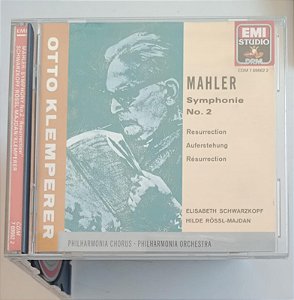 EMI
STUDIO
DRM
OTTO KLEMPERER
MAHLER
Symphonie
No. 2
Resurrection
Auferstehung
Résurrection
ELISABETH SCHWARZKOPF
HILDE RÖSSL-MAJDAN
PHILHARMONIA CHORUS · PHILHARMONIA ORCHESTRA